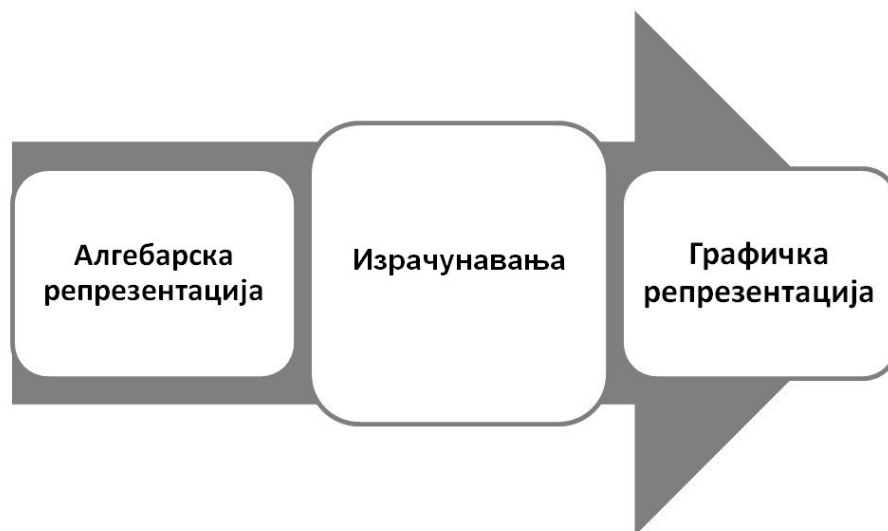 Алгебарска
репрезентација
Израчунавања
Графичка
репрезентација